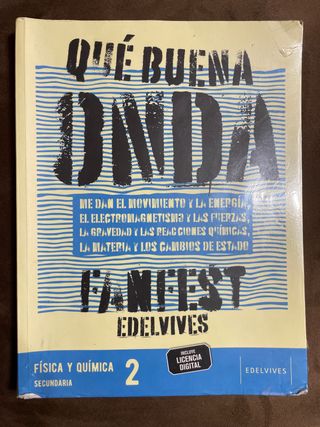 QUÉ BUENA
ONDA
ME DAN EL MOVIMIENTO Y LA ENERGÍA,
EL ELECTROMAGNETISMO Y LAS FUERZAS,
LA GRAVEDAD Y LAS REACCIONES QUÍMICAS,
LA MATERIA Y LOS CAMBIOS DE ESTADO
FANFEST
EDELVIVES
FÍSICA Y QUÍMICA
SECUNDARIA
2
INCLUYE
LICENCIA
DIGITAL
EDELVIVES